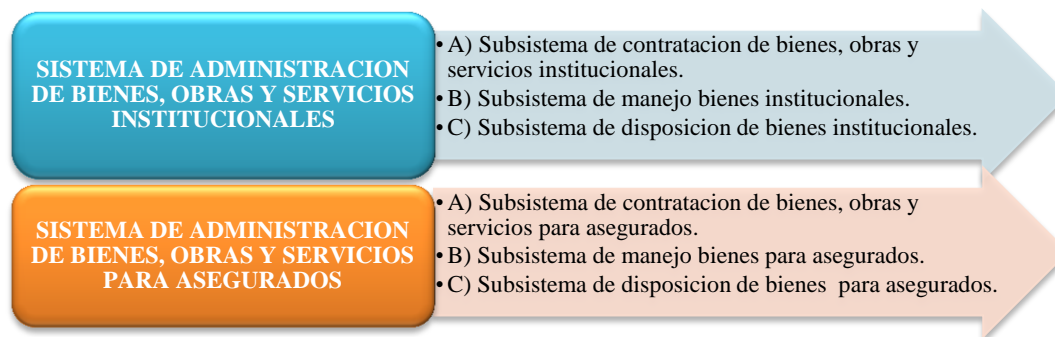 SISTEMA DE ADMINISTRACION
DE BIENES, OBRAS Y SERVICIOS
INSTITUCIONALES
• A) Subsistema de contratacion de bienes, obras y
servicios institucionales.
• B) Subsistema de manejo bienes institucionales.
• C) Subsistema de disposicion de bienes institucionales.
SISTEMA DE ADMINISTRACION
DE BIENES, OBRAS Y SERVICIOS
PARA ASEGURADOS
• A) Subsistema de contratacion de bienes, obras y
servicios para asegurados.
• B) Subsistema de manejo bienes para asegurados.
• C) Subsistema de disposicion de bienes para asegurados.